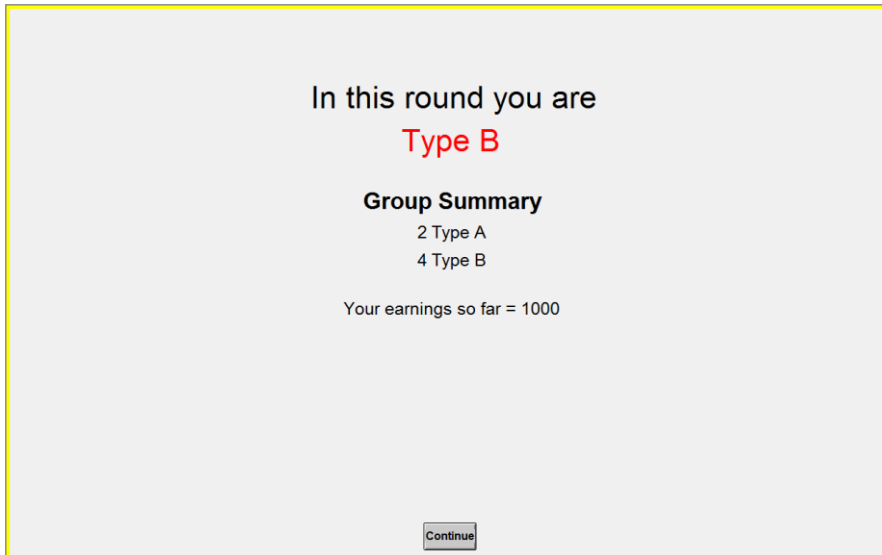 In this round you are
Type B
Group Summary
2 Type A
4 Type B
Your earnings so far = 1000
Continue